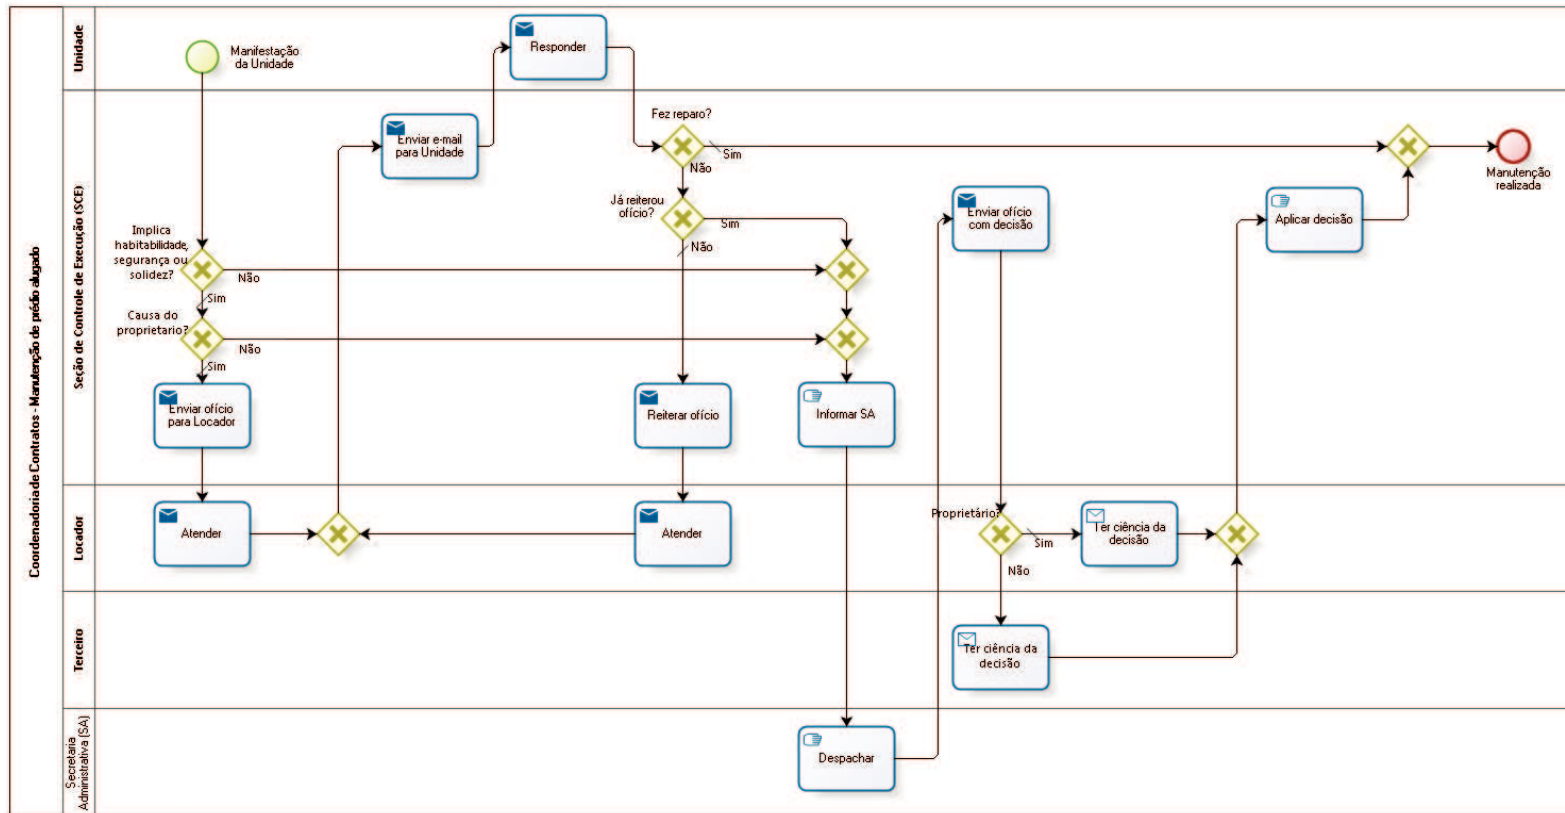 Coordenadoria de Contratos - Manutenção de prédio alugado
Unidade
Manifestação
da Unidade
Responder
Seção de Controle de Execução (SCE)
Enviar e-mail
para Unidade
Fez reparo?
Sim
Não
Já reiterou
ofício?
Sim
Não
Implica
habitabilidade,
segurança ou
solidez?
Não
Sim
Causa do
proprietario?
Não
Sim
Enviar ofício
para Locador
Reiterar ofício
Informar SA
Enviar ofício
com decisão
Aplicar decisão
Manutenção
realizada
Locador
Atender
Atender
Proprietário?
Sim
Não
Ter ciência da
decisão
Terceiro
Ter ciência da
decisão
Secretaria
Administrativa (SA)
Despachar